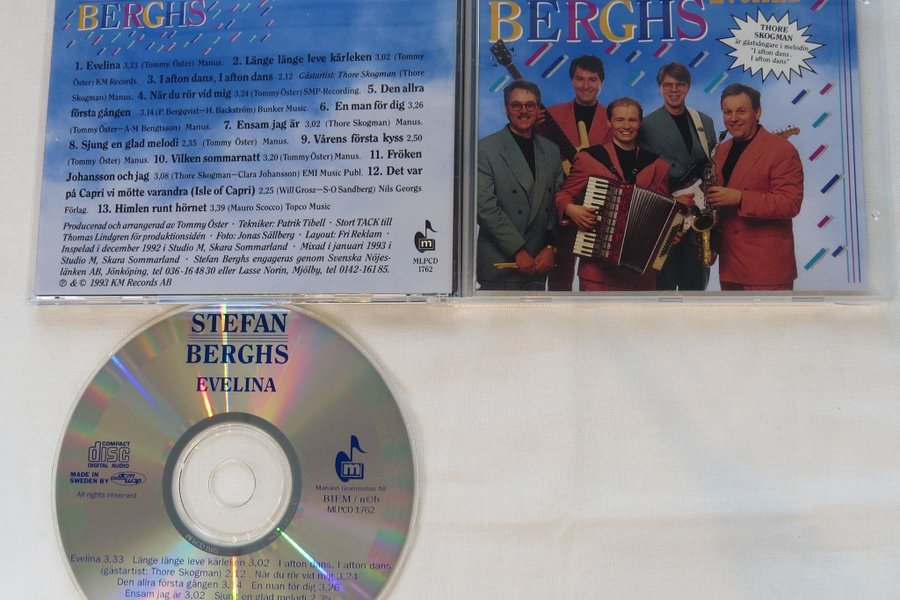 BERGHS
1. Evelina 3,33 (Tommy Öster) Manus. 2. Länge länge leve kärleken 3,02 (Tommy
Öster) KM Records. 3. I afton dans, I afton dans 2,12 Gästartist: Thore Skogman (Thore
Skogman) Manus. 4. När du rör vid mig 3,24 (Tommy Öster) SMP-Recording. 5. Den allra
första gången 3,14 (P. Bergqvist–H. Backström) Bunker Music. 6. En man för dig 3,26
(Tommy Öster–A-M Bengtsson) Manus. 7. Ensam jag är 3,02 (Thore Skogman) Manus.
8. Sjung en glad melodi 2,35 (Tommy Öster) Manus. 9. Vårens första kyss 2,50
(Tommy Öster) Manus. 10. Vilken sommarnatt 3,20 (Tommy Öster) Manus. 11. Fröken
Johansson och jag 3,08 (Thore Skogman–Clara Johansson) EMI Music Publ. 12. Det var
på Capri vi mötte varandra (Isle of Capri) 2,25 (Will Grosz–S-O Sandberg) Nils Georgs
Förlag. 13. Himlen runt hörnet 3,39 (Mauro Scocco) Topco Music
Producerad och arrangerad av Tommy Öster · Tekniker: Patrik Tibell · Stort TACK till
Thomas Lindgren för produktionsidén · Foto: Jonas Sällberg · Layout: Fri Reklam ·
Inspelad i december 1992 i Studio M, Skara Sommarland · Mixad i januari 1993 i
Studio M, Skara Sommarland · Stefan Berghs engageras genom Svenska Nöjes-
länken AB, Jönköping, tel 036-16 48 30 eller Lasse Norin, Mjölby, tel 0142-161 85.
℗ & © 1993 KM Records AB
m
MLPCD
1762
BERGHS
Evelina
THORE
SKOGMAN
är gästsångare i melodin
"I afton dans,
I afton dans"
STEFAN
BERGHS
EVELINA
COMPACT
disc
DIGITAL AUDIO
MADE IN
SWEDEN BY
All rights reserved
m
Mariann Grammofon AB
BIEM / n©b
MLPCD 1762
Evelina 3,33 Länge länge leve kärleken 3,02 I afton dans, I afton dans
(gästartist: Thore Skogman) 2,12 När du rör vid mig 3,24
Den allra första gången 3,14 En man för dig 3,26
Ensam jag är 3,02 Sjung en glad melodi 2,35